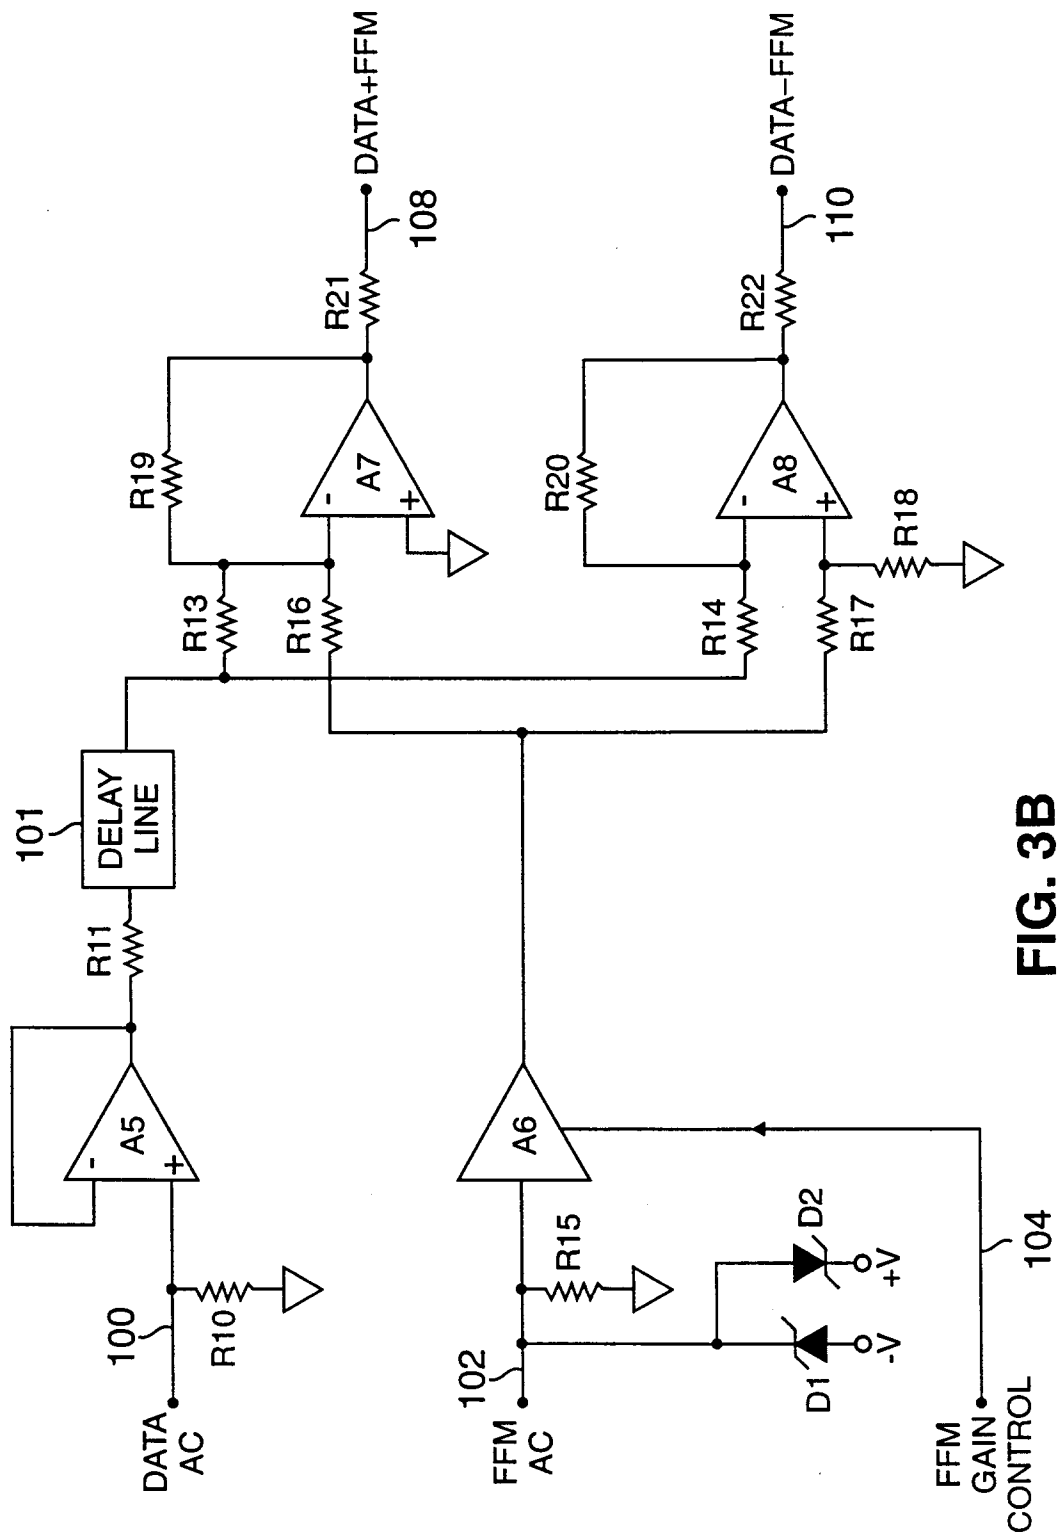 DATA
AC
100
R10
-
+
A5
R11
101
DELAY
LINE
R13
R16
R19
-
+
A7
R21
108
DATA+FFM
FFM
AC
102
R15
D1
-V
D2
+V
A6
FFM
GAIN
CONTROL
104
R14
R17
R18
R20
-
+
A8
R22
110
DATA-FFM
FIG. 3B